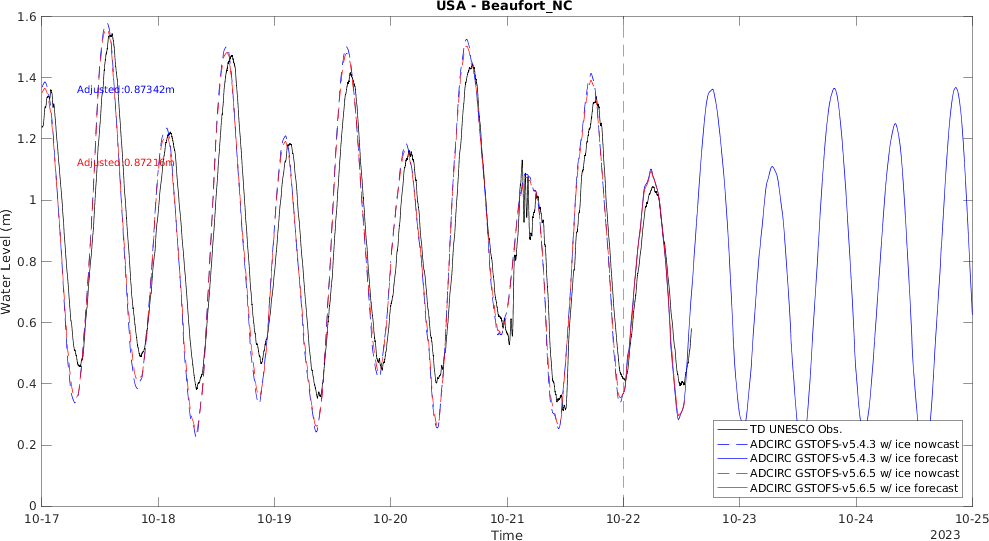 USA - Beaufort_NC
1.6
1.4
1.2
1
0.8
0.6
0.4
0.2
0
Water Level (m)
Adjusted:0.87342m
Adjusted:0.87216m
TD UNESCO Obs.
ADCIRC GSTOFS-v5.4.3 w/ ice nowcast
ADCIRC GSTOFS-v5.4.3 w/ ice forecast
ADCIRC GSTOFS-v5.6.5 w/ ice nowcast
ADCIRC GSTOFS-v5.6.5 w/ ice forecast
10-17 10-18 10-19 10-20 10-21 10-22 10-23 10-24 10-25
Time
2023